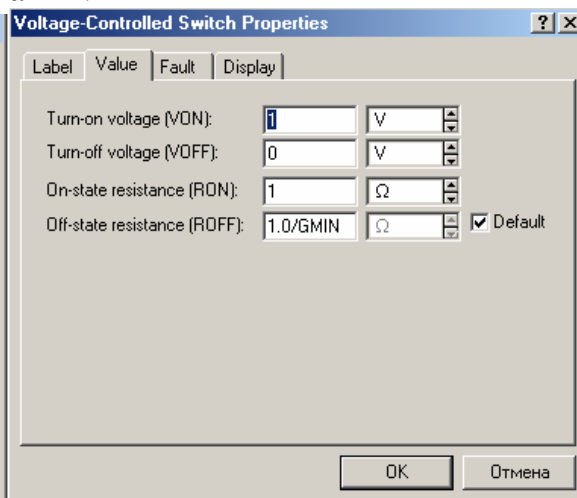 Voltage-Controlled Switch Properties ? ×
Label Value Fault Display
Turn-on voltage (VON): 1 V
Turn-off voltage (VOFF): 0 V
On-state resistance (RON): 1 Ω
Off-state resistance (ROFF): 1.0/GMIN Ω Default
OK Отмена